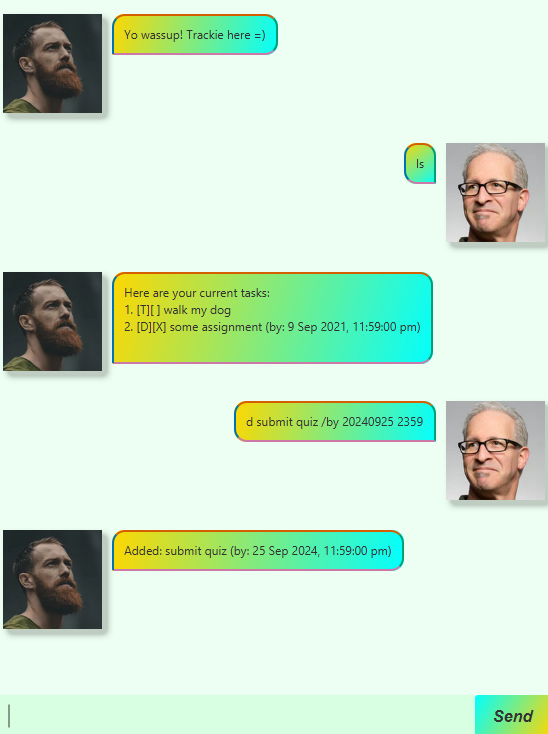 Yo wassup! Trackie here =)
ls
Here are your current tasks:
1. [T][ ] walk my dog
2. [D][X] some assignment (by: 9 Sep 2021, 11:59:00 pm)
d submit quiz /by 20240925 2359
Added: submit quiz (by: 25 Sep 2024, 11:59:00 pm)
Send